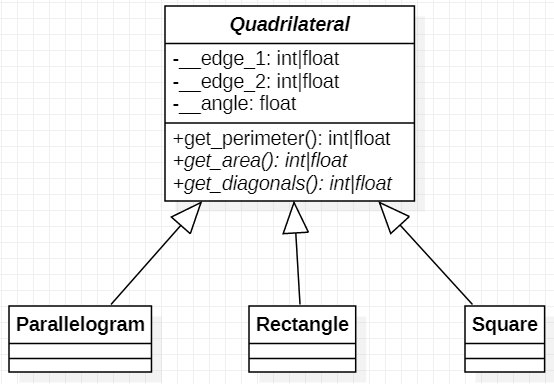 Quadrilateral
-__edge_1: int|float
-__edge_2: int|float
-__angle: float
+get_perimeter(): int|float
+get_area(): int|float
+get_diagonals(): int|float
Parallelogram
Rectangle
Square